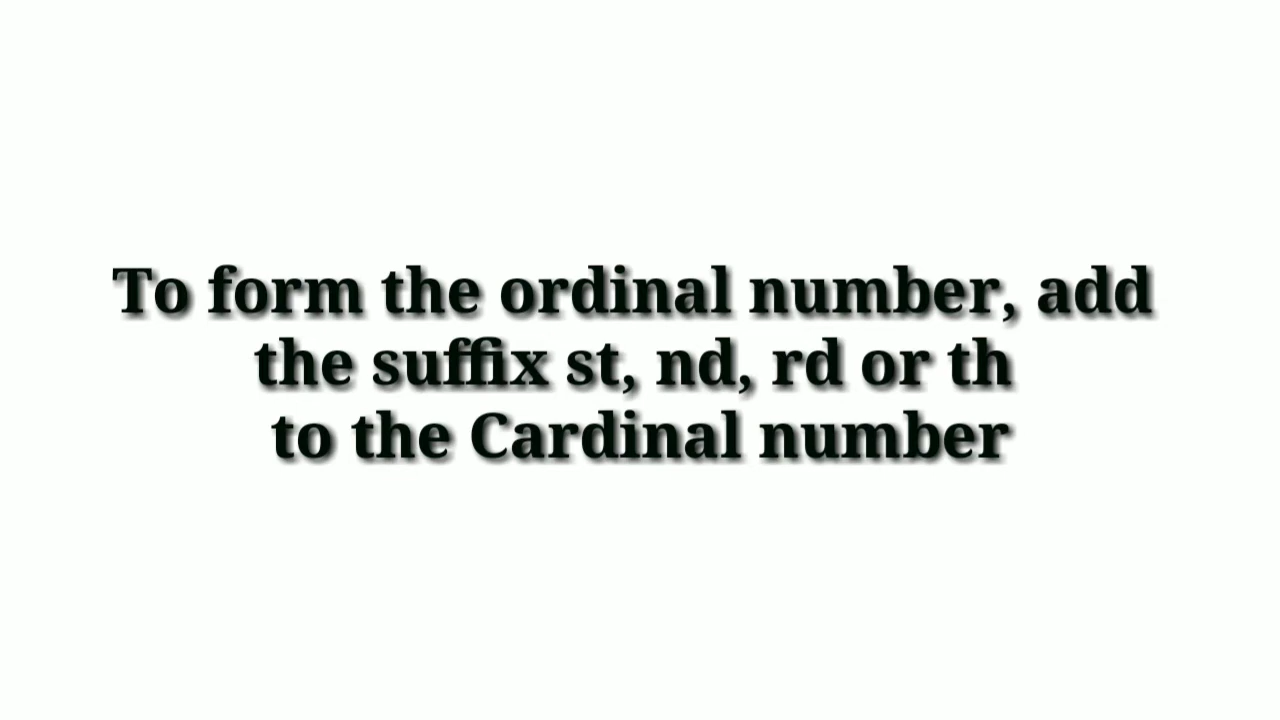 To form the ordinal number, add
the suffix st, nd, rd or th
to the Cardinal number